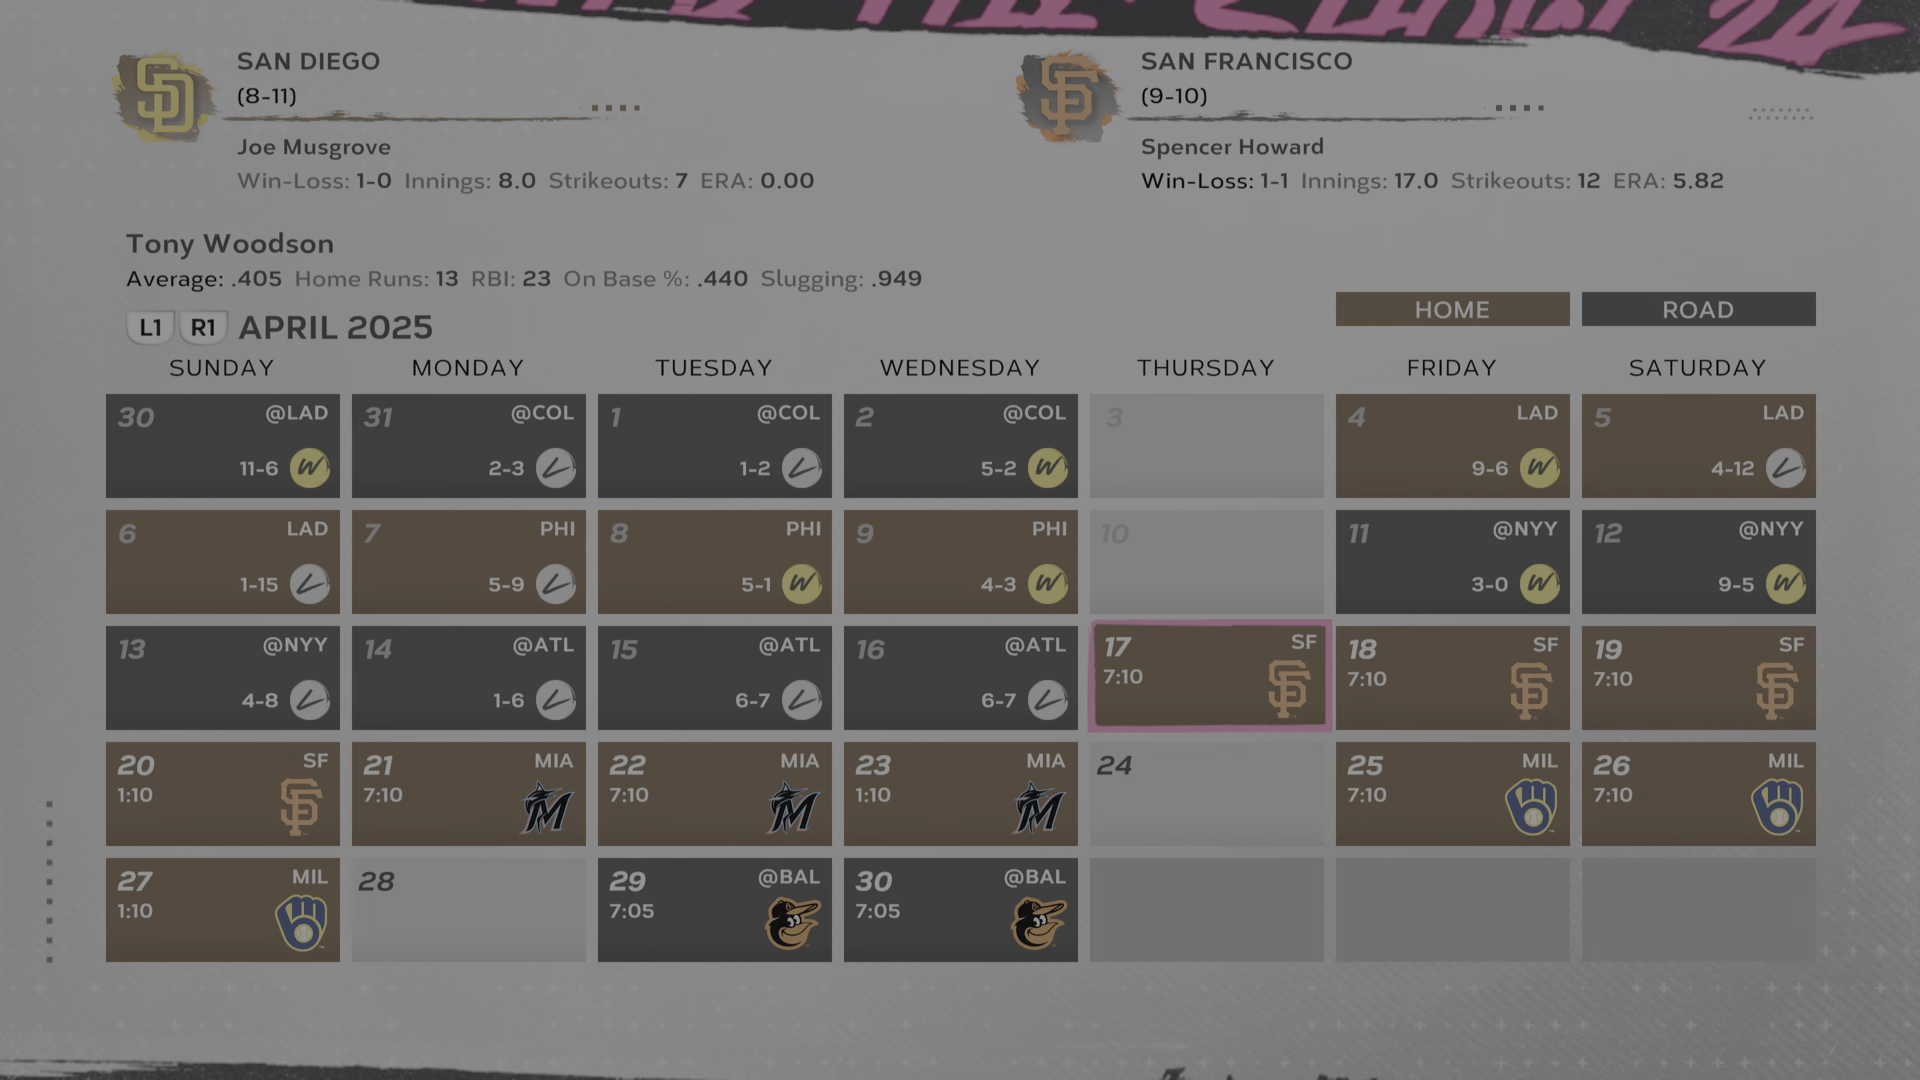 SAN DIEGO
(8-11)
Joe Musgrove
Win-Loss: 1-0 Innings: 8.0 Strikeouts: 7 ERA: 0.00
SAN FRANCISCO
(9-10)
Spencer Howard
Win-Loss: 1-1 Innings: 17.0 Strikeouts: 12 ERA: 5.82
Tony Woodson
Average: .405 Home Runs: 13 RBI: 23 On Base %: .440 Slugging: .949
HOME ROAD
L1 R1 APRIL 2025
SUNDAY MONDAY TUESDAY WEDNESDAY THURSDAY FRIDAY SATURDAY
30 @LAD 31 @COL 1 @COL 2 @COL 3 4 LAD 5 LAD
11-6 W 2-3 L 1-2 L 5-2 W 9-6 W 4-12 L
6 LAD 7 PHI 8 PHI 9 PHI 10 11 @NYY 12 @NYY
1-15 L 5-9 L 5-1 W 4-3 W 3-0 W 9-5 W
13 @NYY 14 @ATL 15 @ATL 16 @ATL 17 SF 18 SF 19 SF
4-8 L 1-6 L 6-7 L 6-7 L 7:10 7:10 7:10
20 SF 21 MIA 22 MIA 23 MIA 24 25 MIL 26 MIL
1:10 7:10 7:10 1:10 7:10 7:10
27 MIL 28 29 @BAL 30 @BAL
1:10 7:05 7:05